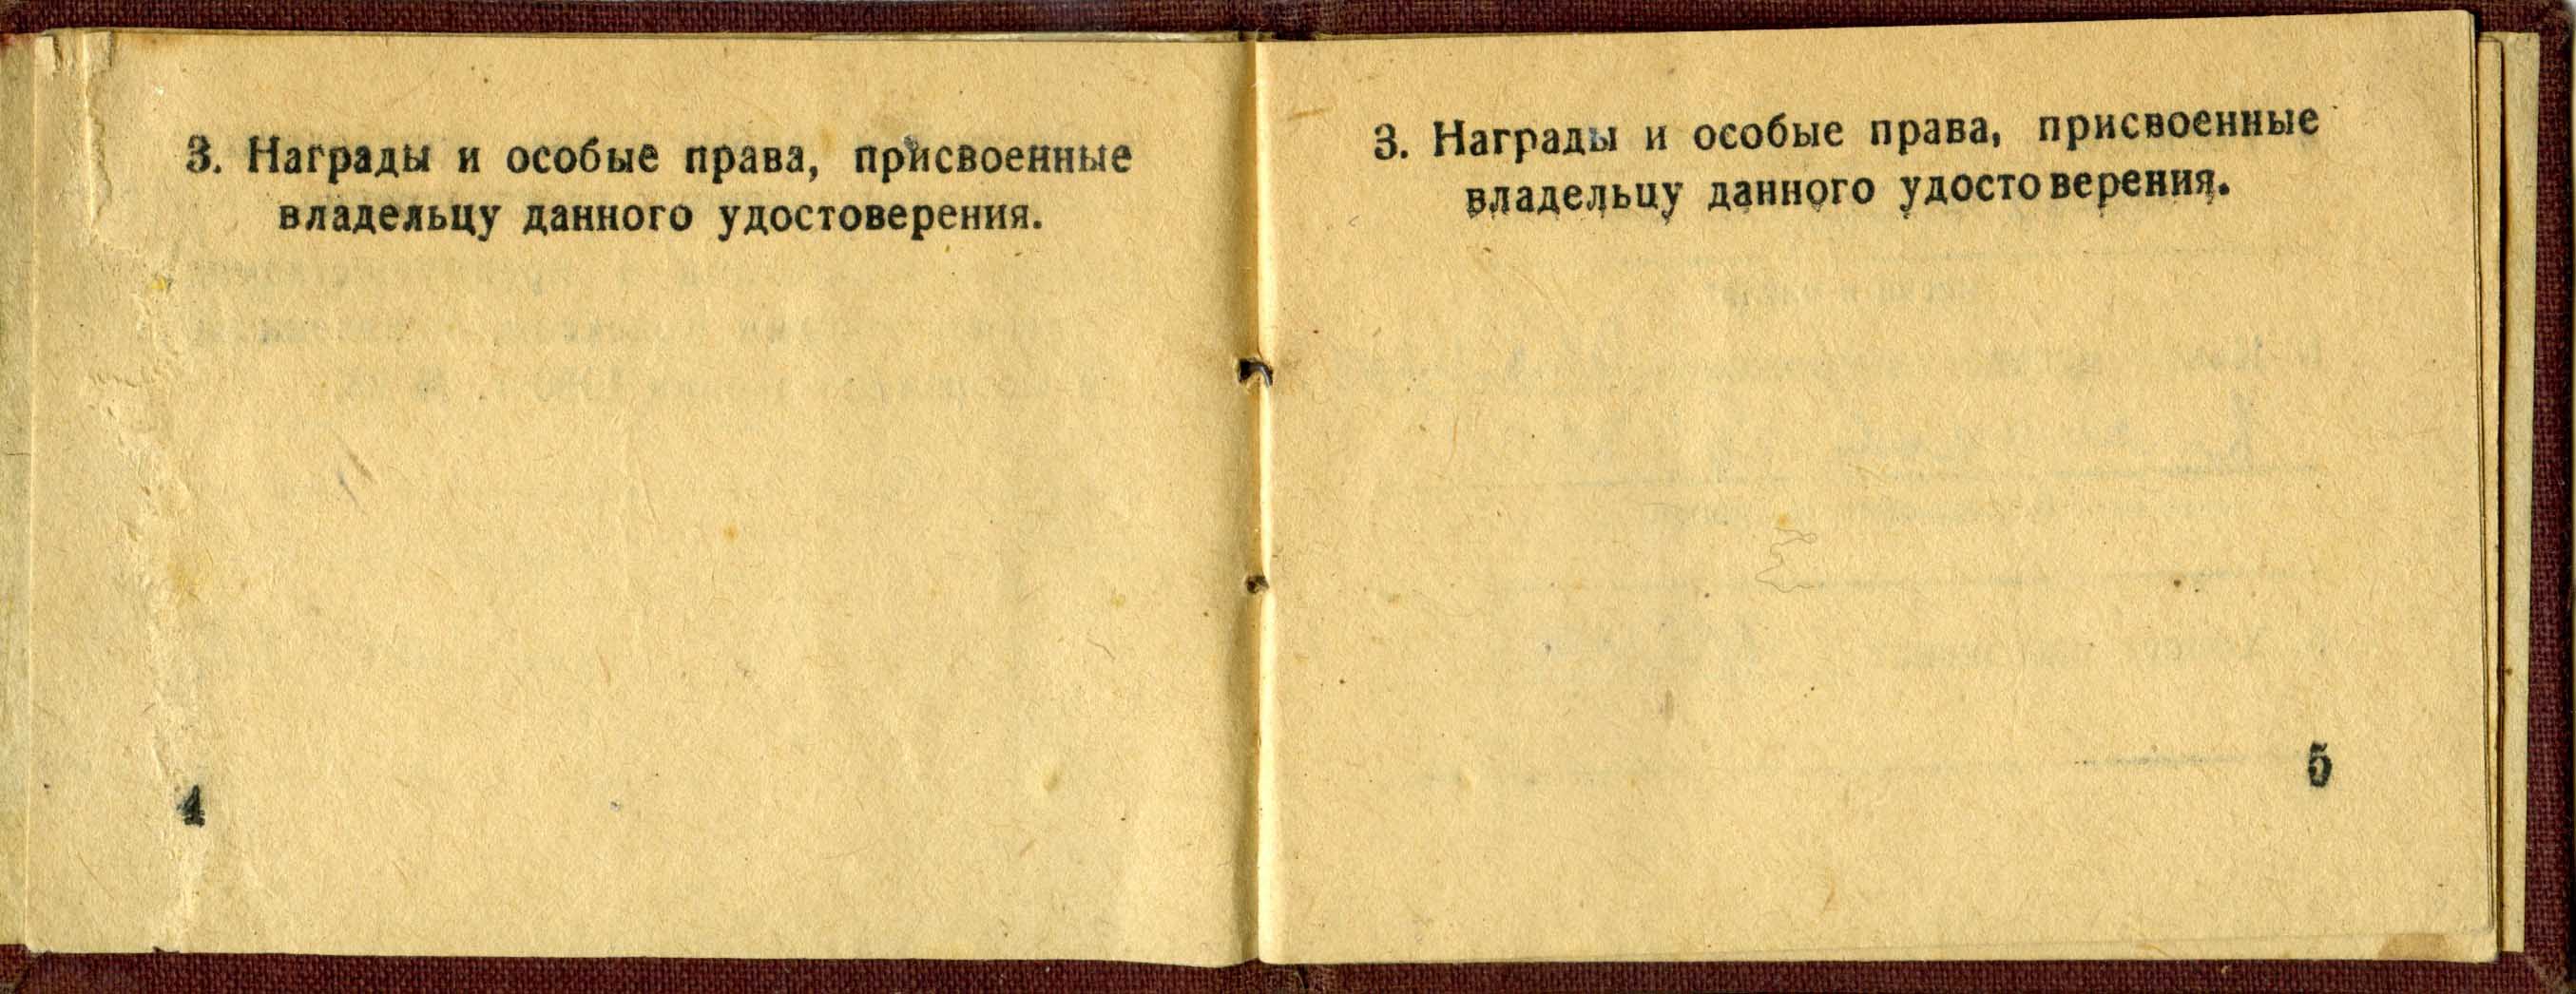 3. Награды и особые права, присвоенные
владельцу данного удостоверения.
4
3. Награды и особые права, присвоенные
владельцу данного удостоверения.
5